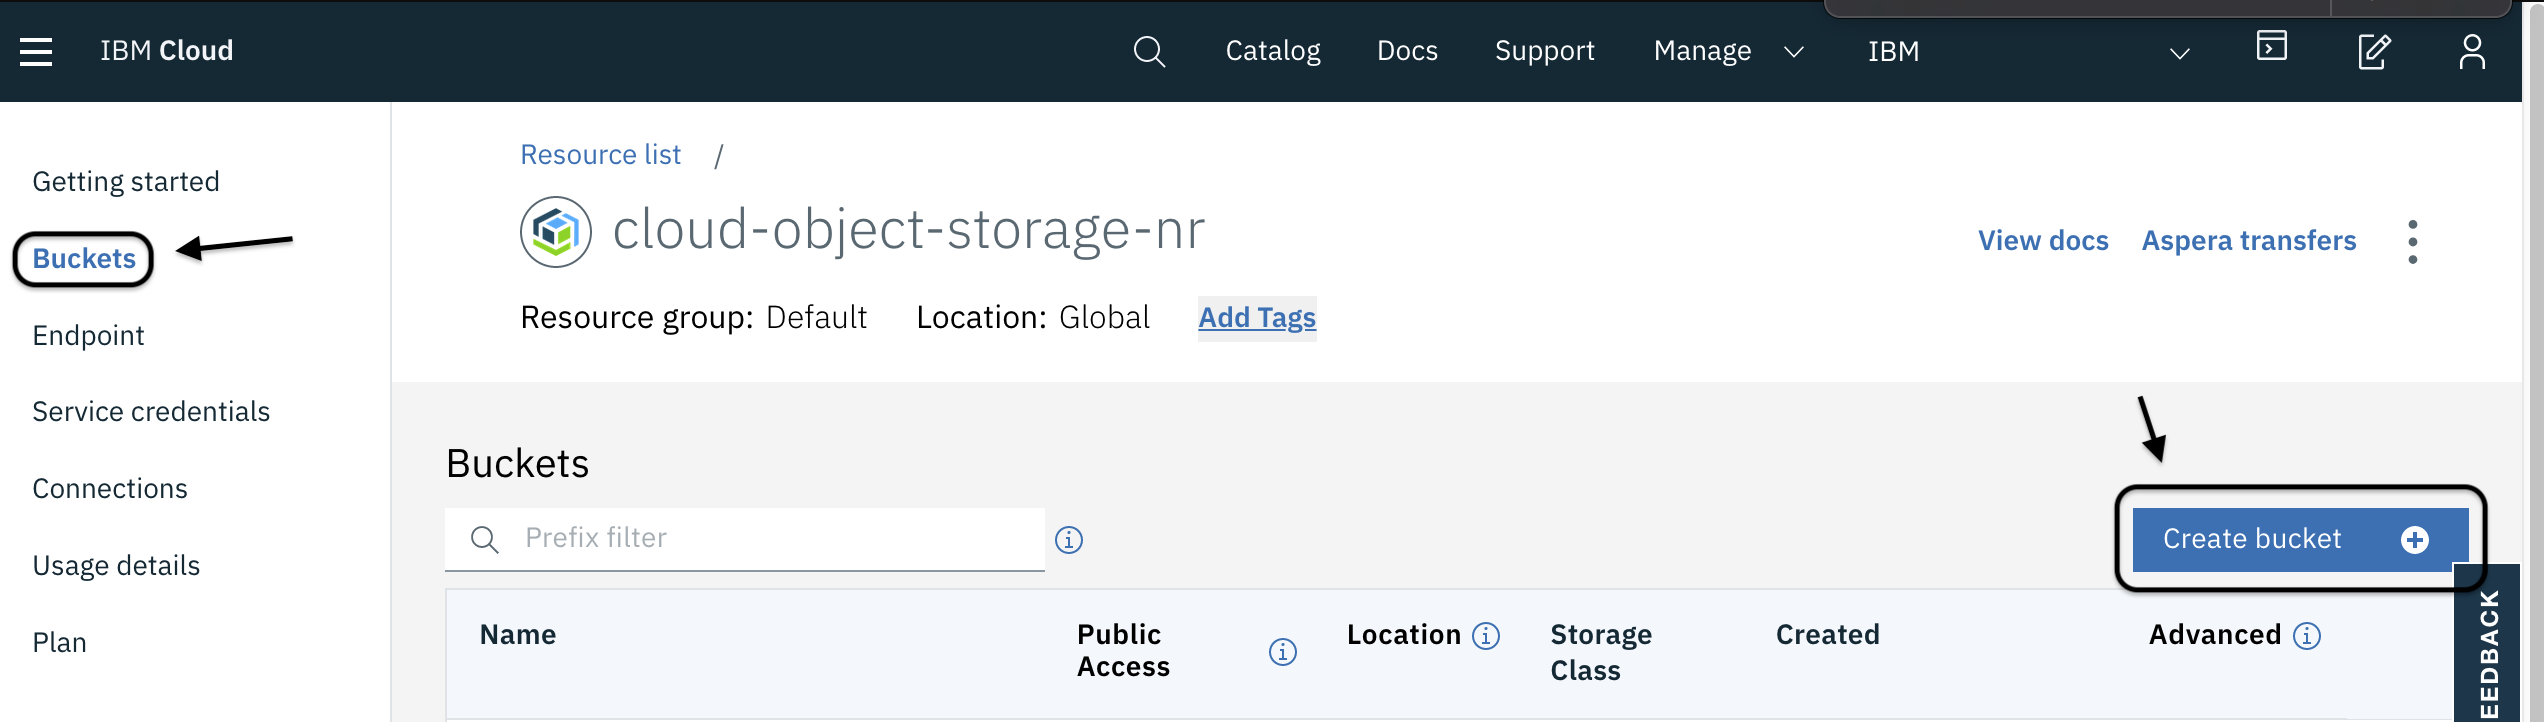 IBM Cloud
Catalog
Docs
Support
Manage
IBM
Getting started
Buckets
Endpoint
Service credentials
Connections
Usage details
Plan
Resource list /
cloud-object-storage-nr
View docs
Aspera transfers
Resource group: Default
Location: Global
Add Tags
Buckets
Prefix filter
Create bucket
Name
Public
Access
Location
Storage
Class
Created
Advanced
EEDBACK